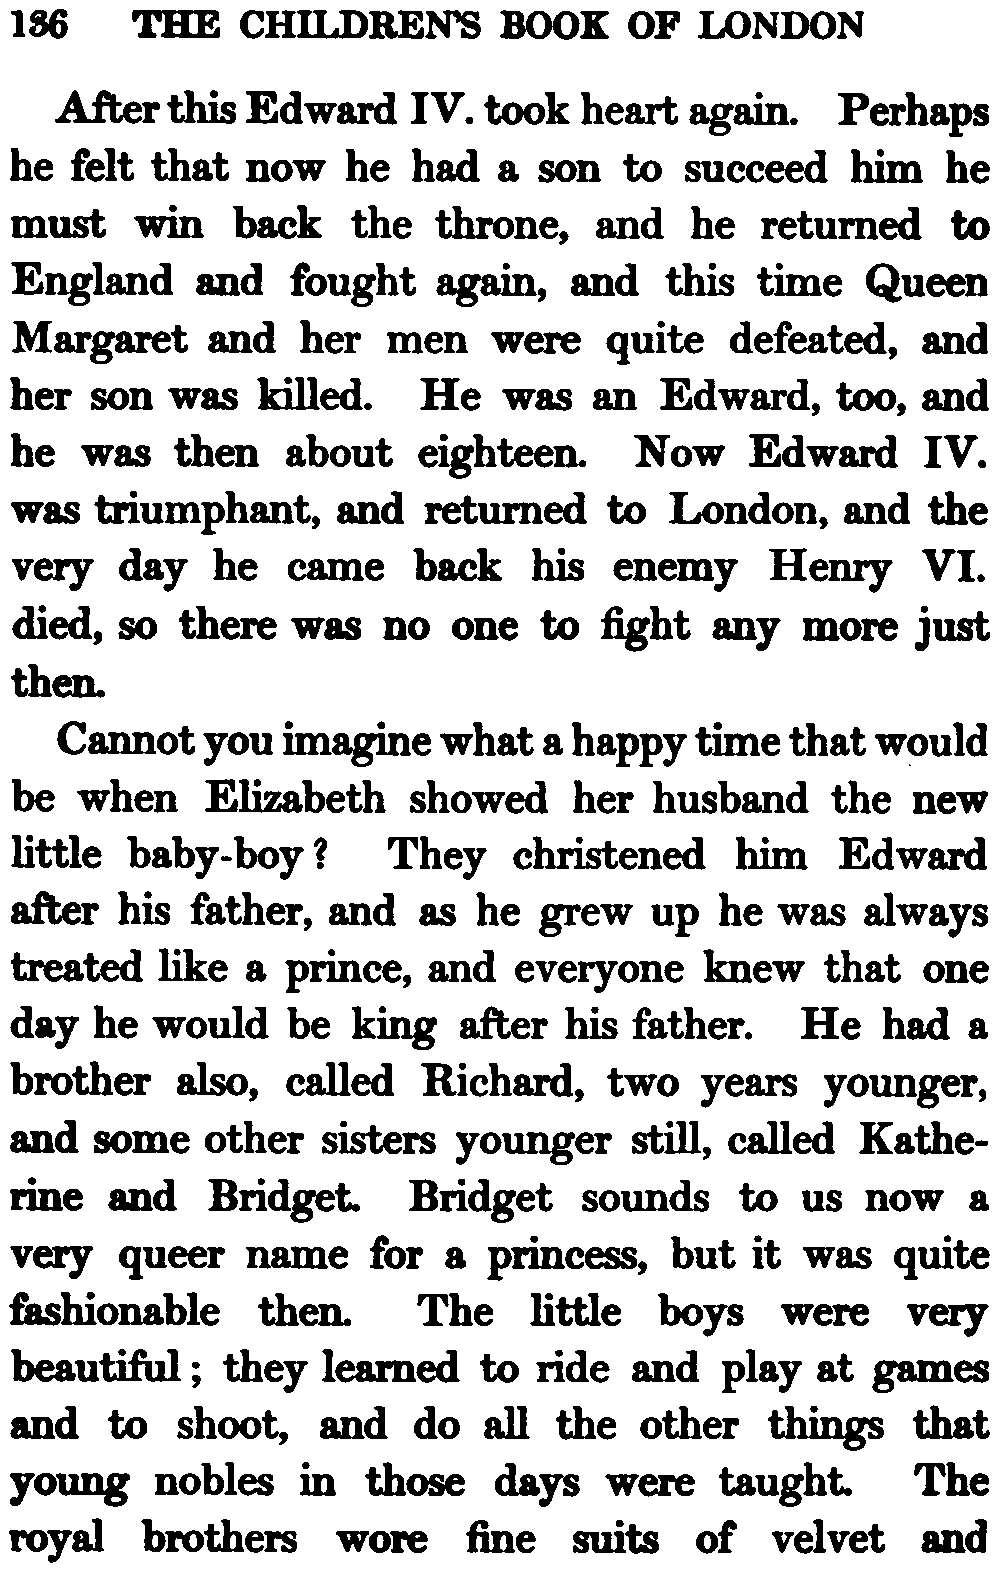 136 THE CHILDREN'S BOOK OF LONDON
After this Edward IV. took heart again. Perhaps
he felt that now he had a son to succeed him he
must win back the throne, and he returned to
England and fought again, and this time Queen
Margaret and her men were quite defeated, and
her son was killed. He was an Edward, too, and
he was then about eighteen. Now Edward IV.
was triumphant, and returned to London, and the
very day he came back his enemy Henry VI.
died, so there was no one to fight any more just
then.
Cannot you imagine what a happy time that would
be when Elizabeth showed her husband the new
little baby-boy? They christened him Edward
after his father, and as he grew up he was always
treated like a prince, and everyone knew that one
day he would be king after his father. He had a
brother also, called Richard, two years younger,
and some other sisters younger still, called Kathe-
rine and Bridget. Bridget sounds to us now a
very queer name for a princess, but it was quite
fashionable then. The little boys were very
beautiful; they learned to ride and play at games
and to shoot, and do all the other things that
young nobles in those days were taught. The
royal brothers wore fine suits of velvet and